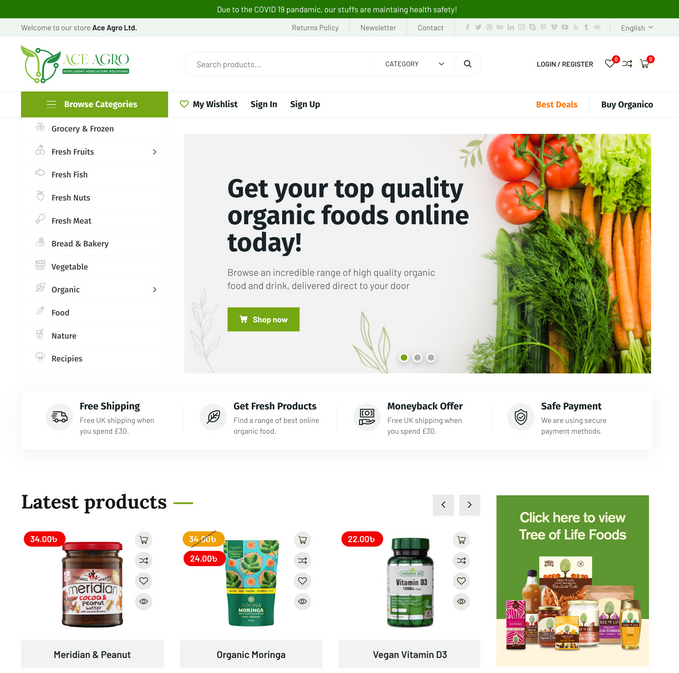 Due to the COVID 19 pandamic, our stuffs are maintaing health safety!
Welcome to our store Ace Agro Ltd.
Returns Policy
Newsletter
Contact
English
ACE AGRO
INTELLIGENT AGRICULTURE SOLUTIONS
Search products...
CATEGORY
LOGIN / REGISTER
0
0
Browse Categories
My Wishlist
Sign In
Sign Up
Best Deals
Buy Organico
Grocery & Frozen
Fresh Fruits
Fresh Fish
Fresh Nuts
Fresh Meat
Bread & Bakery
Vegetable
Organic
Food
Nature
Recipies
Get your top quality
organic foods online
today!
Browse an incredible range of high quality organic
food and drink, delivered direct to your door
Shop now
Free Shipping
Free UK shipping when
you spend £30.
Get Fresh Products
Find a range of best online
organic food.
Moneyback Offer
Free UK shipping when
you spend £30.
Safe Payment
We are using secure
payment methods.
Latest products
Click here to view
Tree of Life Foods
34.00৳
34.00৳
24.00৳
22.00৳
meridian
cocoa &
peanut
butter
ADUNA
MORINGA
Vitamin D3
Meridian & Peanut
Organic Moringa
Vegan Vitamin D3